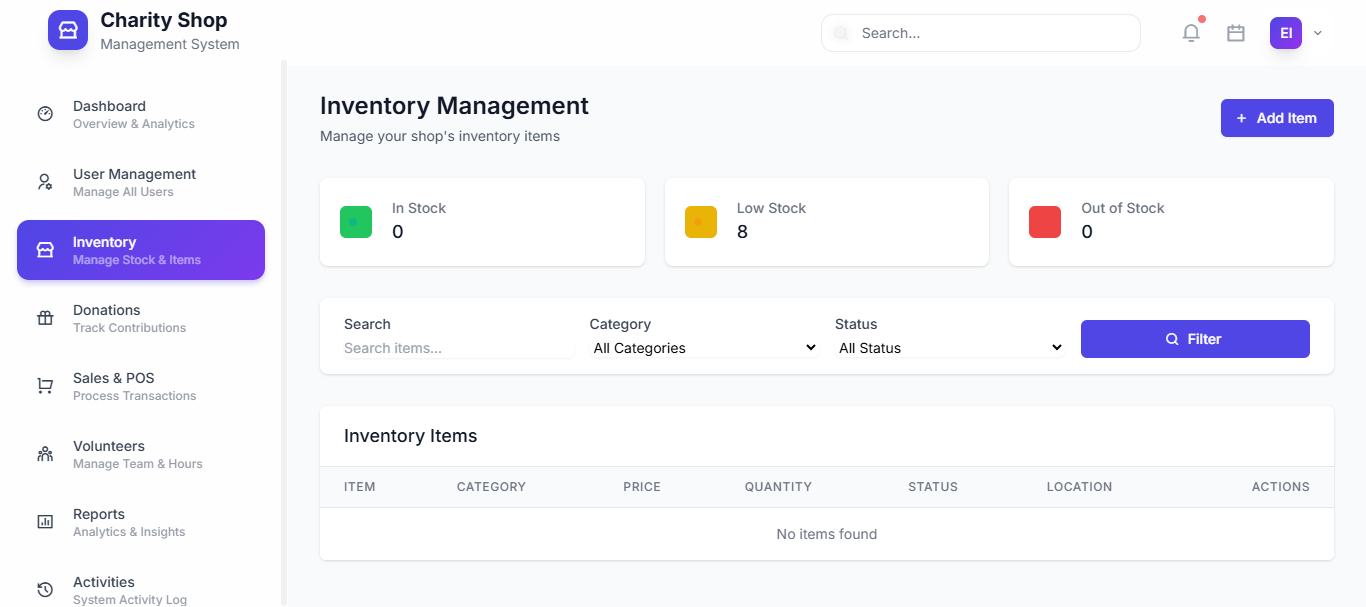 Charity Shop
Management System
Search...
EI
Dashboard
Overview & Analytics
User Management
Manage All Users
Inventory
Manage Stock & Items
Donations
Track Contributions
Sales & POS
Process Transactions
Volunteers
Manage Team & Hours
Reports
Analytics & Insights
Activities
System Activity Log
Inventory Management
Manage your shop's inventory items
+ Add Item
In Stock
0
Low Stock
8
Out of Stock
0
Search
Search items...
Category
All Categories
Status
All Status
Filter
Inventory Items
ITEM CATEGORY PRICE QUANTITY STATUS LOCATION ACTIONS
No items found